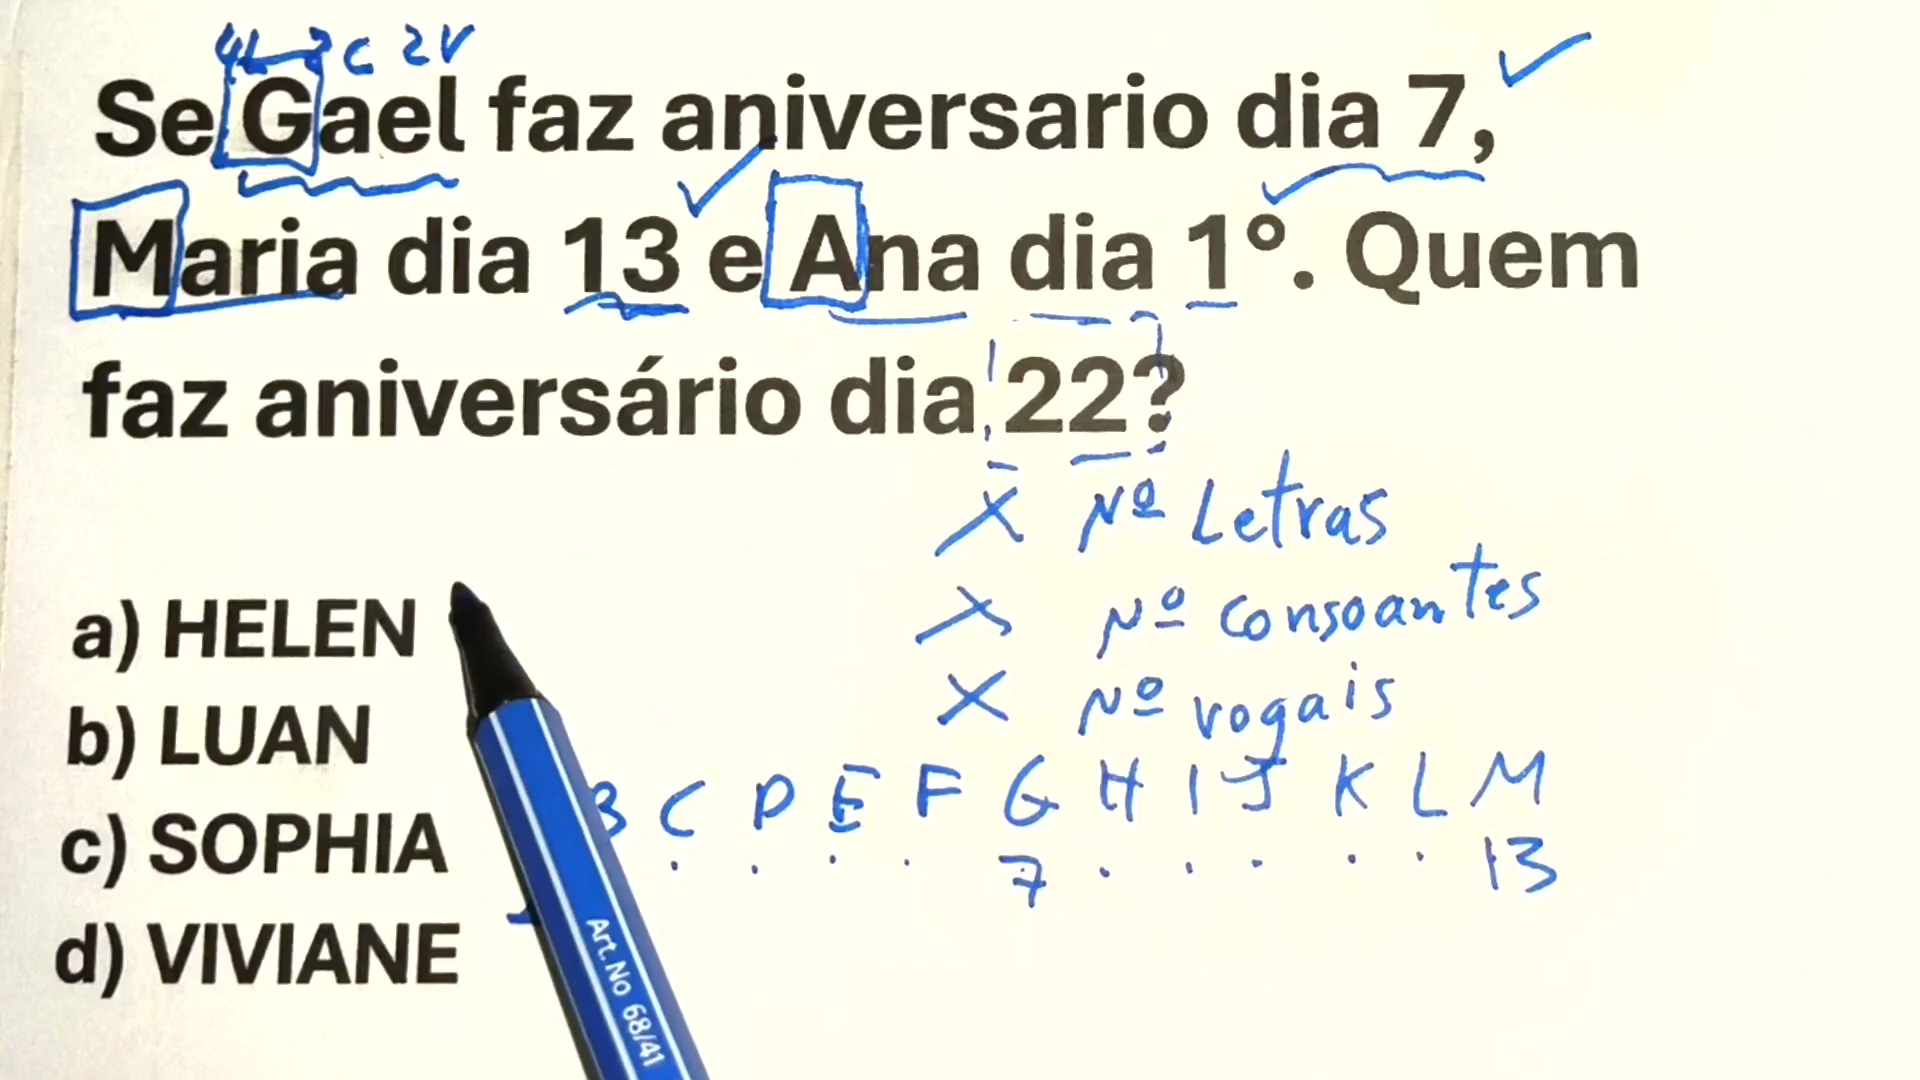 4L 2C 2V
Se Gael faz aniversario dia 7,
Maria dia 13 e Ana dia 1º. Quem
faz aniversário dia 22?
X Nº Letras
a) HELEN
X Nº consoantes
b) LUAN
X Nº vogais
B C D E F G H I J K L M
c) SOPHIA
7 13
d) VIVIANE
Art. No 68/41